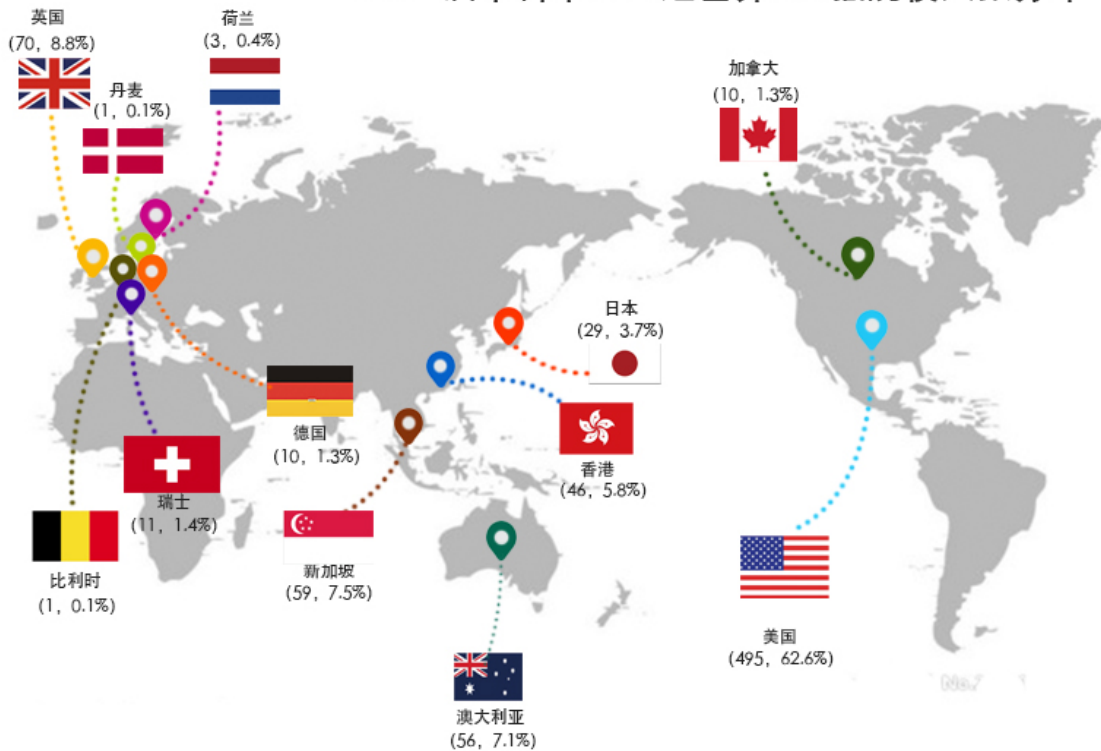 英国
(70, 8.8%)
荷兰
(3, 0.4%)
丹麦
(1, 0.1%)
加拿大
(10, 1.3%)
日本
(29, 3.7%)
德国
(10, 1.3%)
香港
(46, 5.8%)
瑞士
(11, 1.4%)
新加坡
(59, 7.5%)
比利时
(1, 0.1%)
美国
(495, 62.6%)
澳大利亚
(56, 7.1%)